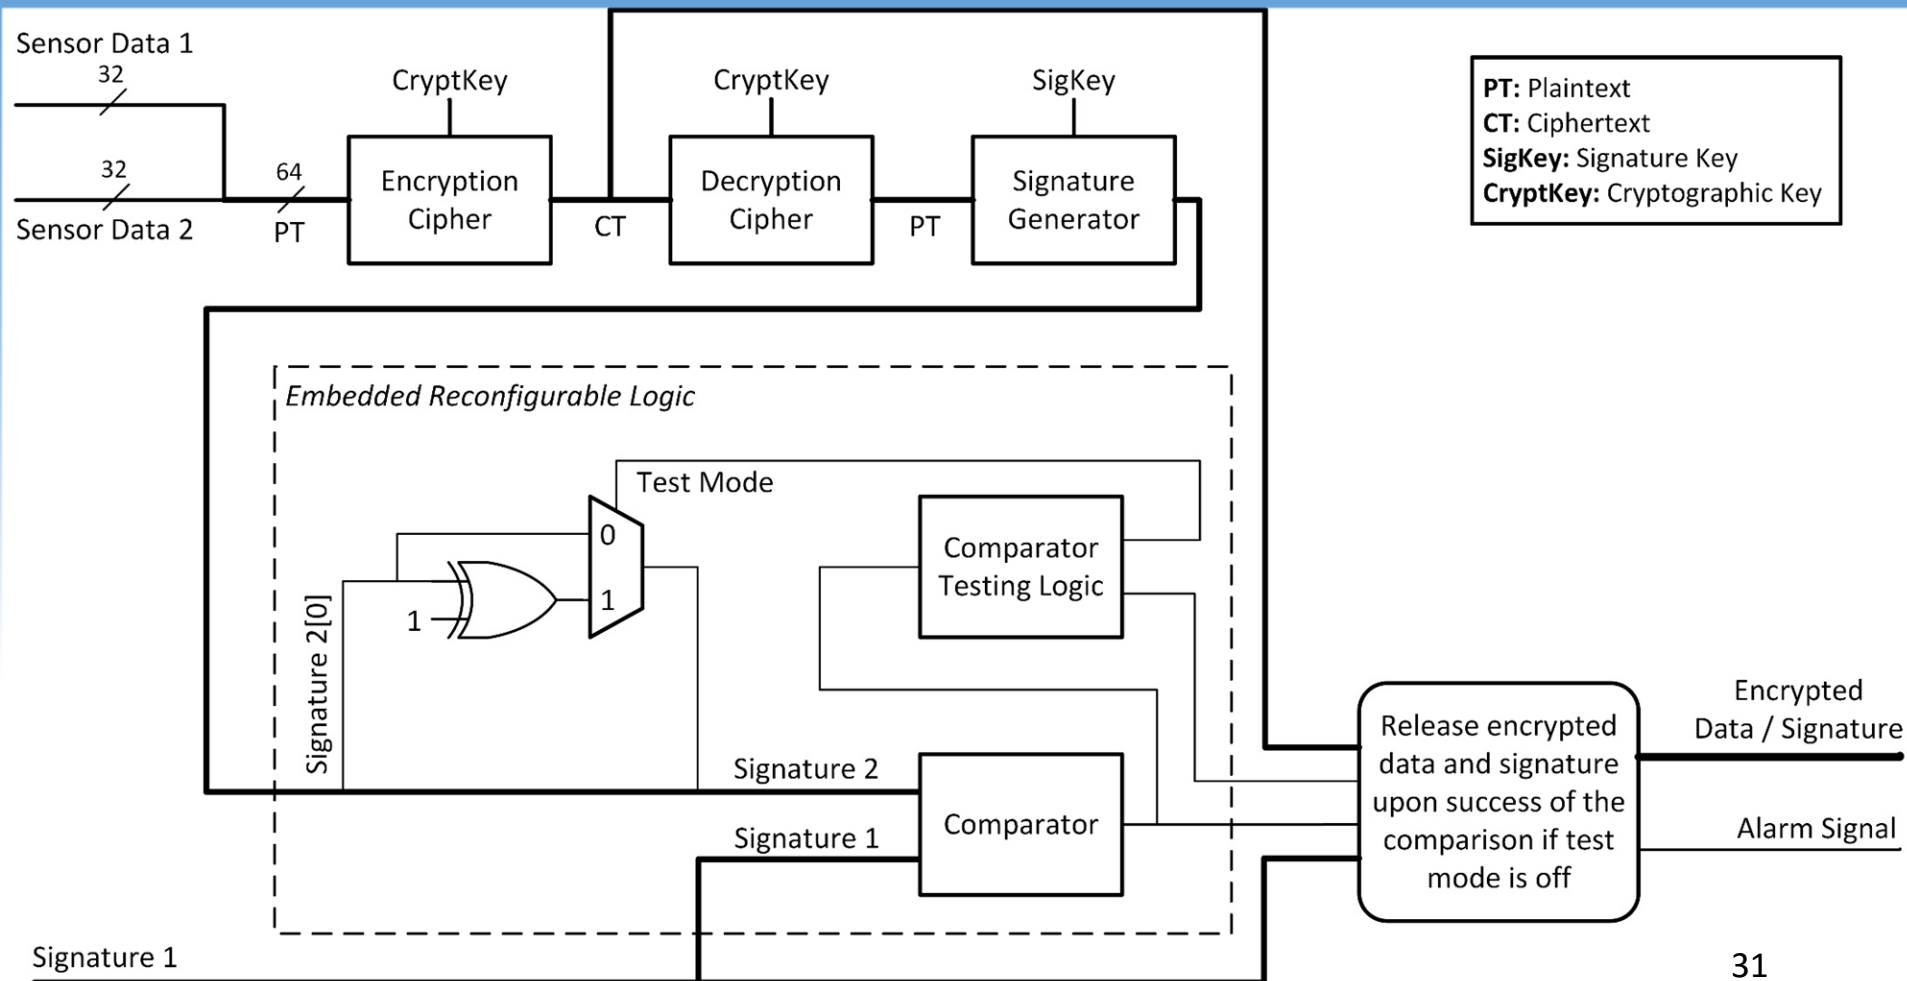 Sensor Data 1
32
32
Sensor Data 2
64
PT
CryptKey
Encryption
Cipher
CT
CryptKey
Decryption
Cipher
PT
SigKey
Signature
Generator
PT: Plaintext
CT: Ciphertext
SigKey: Signature Key
CryptKey: Cryptographic Key
Embedded Reconfigurable Logic
Test Mode
0
1
1
Signature 2[0]
Comparator
Testing Logic
Signature 2
Signature 1
Comparator
Release encrypted
data and signature
upon success of the
comparison if test
mode is off
Encrypted
Data / Signature
Alarm Signal
Signature 1
31